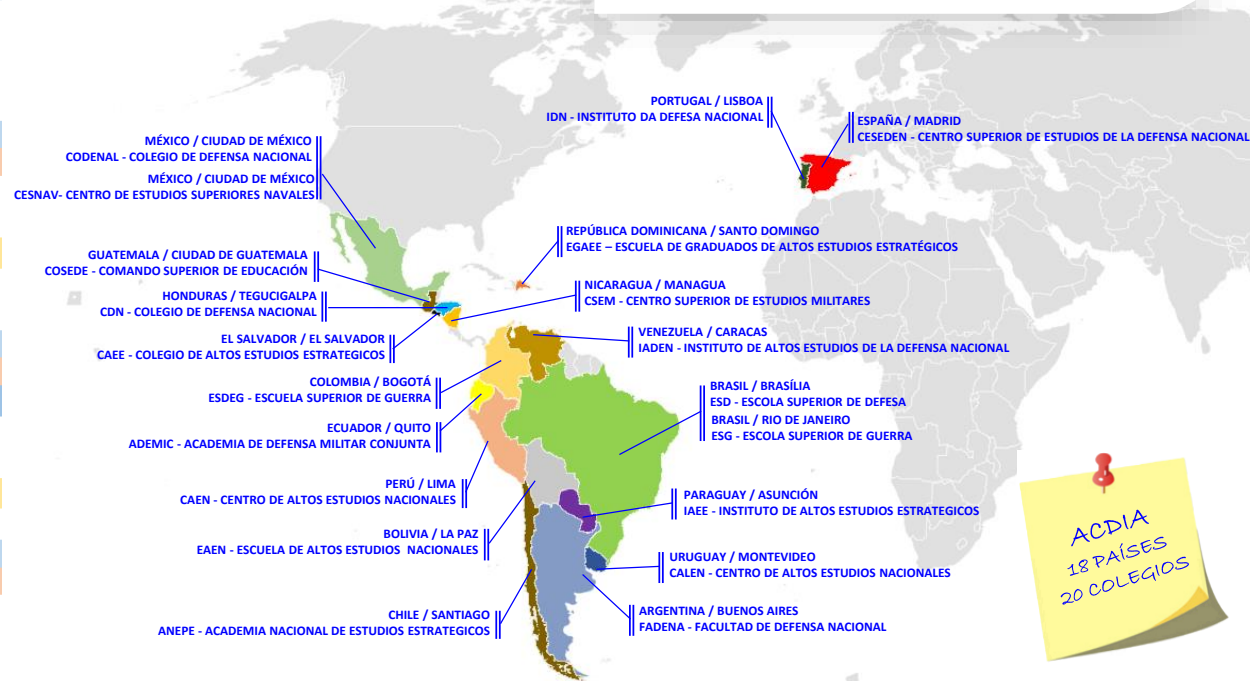 PORTUGAL / LISBOA
IDN - INSTITUTO DA DEFESA NACIONAL
ESPAÑA / MADRID
CESEDEN - CENTRO SUPERIOR DE ESTUDIOS DE LA DEFENSA NACIONAL
MÉXICO / CIUDAD DE MÉXICO
CODENAL - COLEGIO DE DEFENSA NACIONAL
MÉXICO / CIUDAD DE MÉXICO
CESNAV- CENTRO DE ESTUDIOS SUPERIORES NAVALES
REPÚBLICA DOMINICANA / SANTO DOMINGO
EGAEE – ESCUELA DE GRADUADOS DE ALTOS ESTUDIOS ESTRATÉGICOS
GUATEMALA / CIUDAD DE GUATEMALA
COSEDE - COMANDO SUPERIOR DE EDUCACIÓN
NICARAGUA / MANAGUA
CSEM - CENTRO SUPERIOR DE ESTUDIOS MILITARES
HONDURAS / TEGUCIGALPA
CDN - COLEGIO DE DEFENSA NACIONAL
EL SALVADOR / EL SALVADOR
CAEE - COLEGIO DE ALTOS ESTUDIOS ESTRATEGICOS
VENEZUELA / CARACAS
IADEN - INSTITUTO DE ALTOS ESTUDIOS DE LA DEFENSA NACIONAL
COLOMBIA / BOGOTÁ
ESDEG - ESCUELA SUPERIOR DE GUERRA
BRASIL / BRASÍLIA
ESD - ESCOLA SUPERIOR DE DEFESA
BRASIL / RIO DE JANEIRO
ESG - ESCOLA SUPERIOR DE GUERRA
ECUADOR / QUITO
ADEMIC - ACADEMIA DE DEFENSA MILITAR CONJUNTA
PERÚ / LIMA
CAEN - CENTRO DE ALTOS ESTUDIOS NACIONALES
PARAGUAY / ASUNCIÓN
IAEE - INSTITUTO DE ALTOS ESTUDIOS ESTRATEGICOS
BOLIVIA / LA PAZ
EAEN - ESCUELA DE ALTOS ESTUDIOS NACIONALES
URUGUAY / MONTEVIDEO
CALEN - CENTRO DE ALTOS ESTUDIOS NACIONALES
CHILE / SANTIAGO
ANEPE - ACADEMIA NACIONAL DE ESTUDIOS ESTRATEGICOS
ARGENTINA / BUENOS AIRES
FADENA - FACULTAD DE DEFENSA NACIONAL
ACDIA
18 PAÍSES
20 COLEGIOS